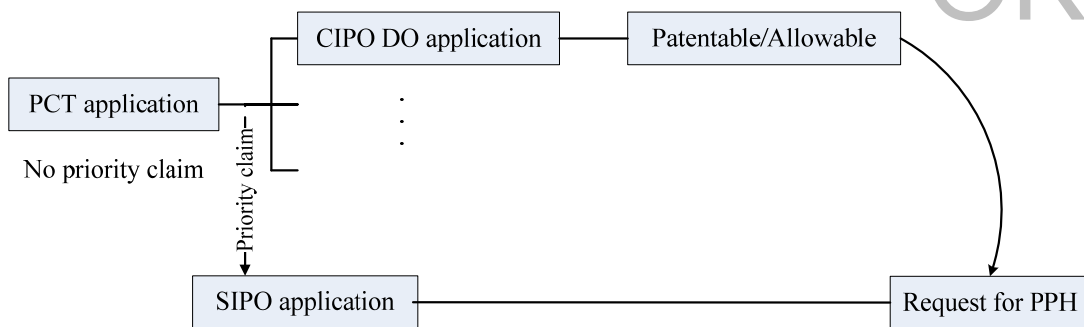 CIPO DO application
Patentable/Allowable
PCT application
No priority claim
Priority claim
SIPO application
Request for PPH